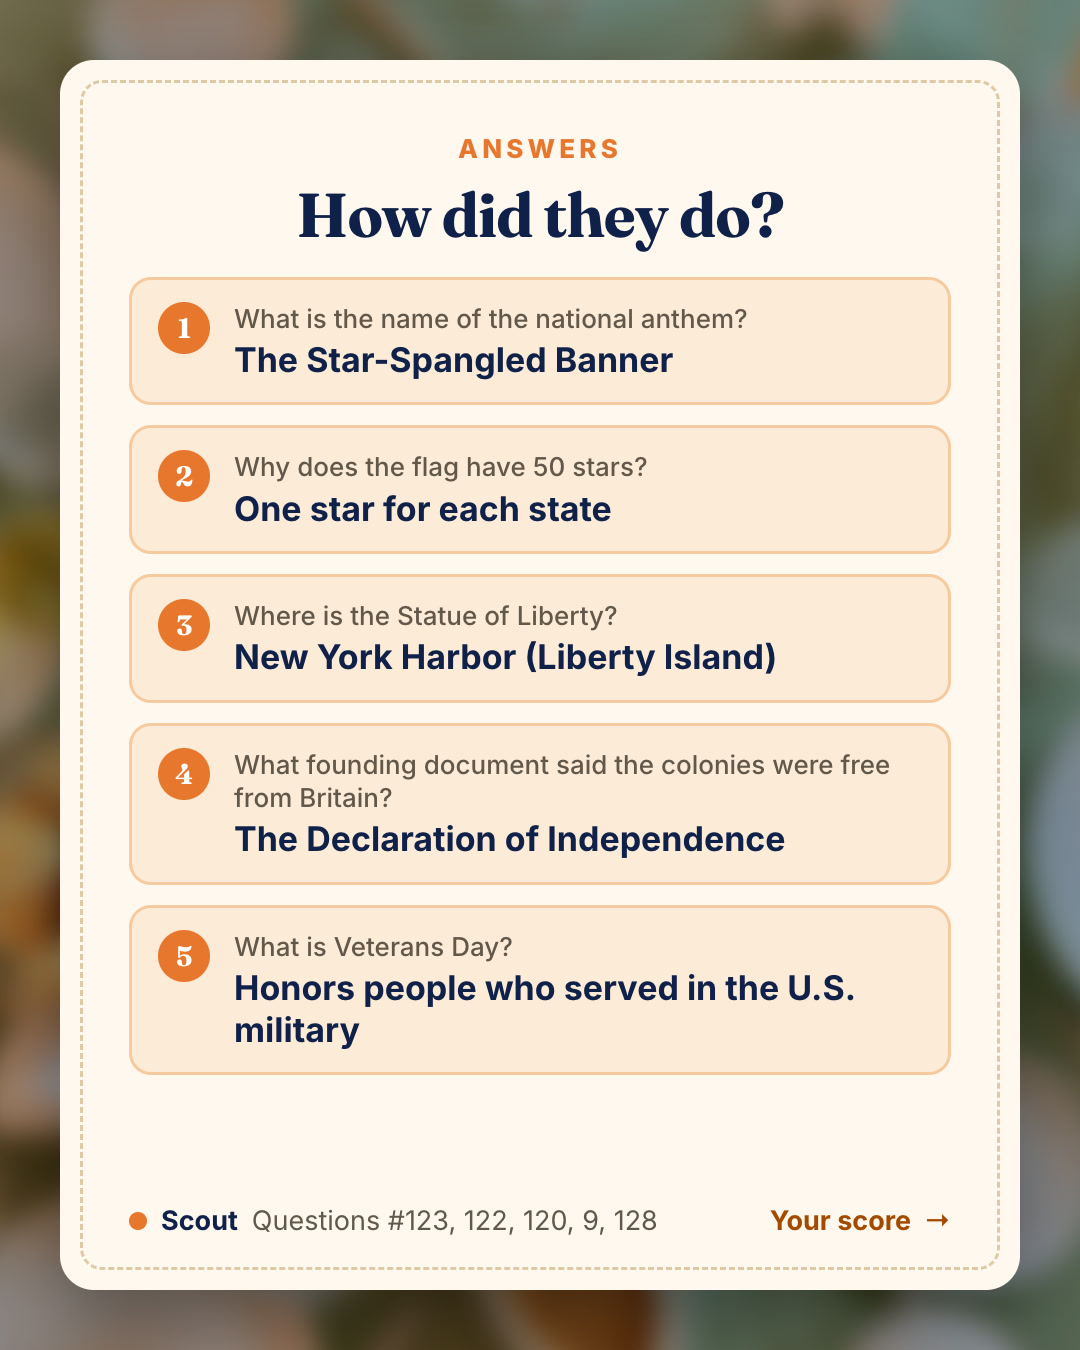 ANSWERS
How did they do?
1
What is the name of the national anthem?
The Star-Spangled Banner
2
Why does the flag have 50 stars?
One star for each state
3
Where is the Statue of Liberty?
New York Harbor (Liberty Island)
4
What founding document said the colonies were free
from Britain?
The Declaration of Independence
5
What is Veterans Day?
Honors people who served in the U.S.
military
Scout Questions #123, 122, 120, 9, 128
Your score →